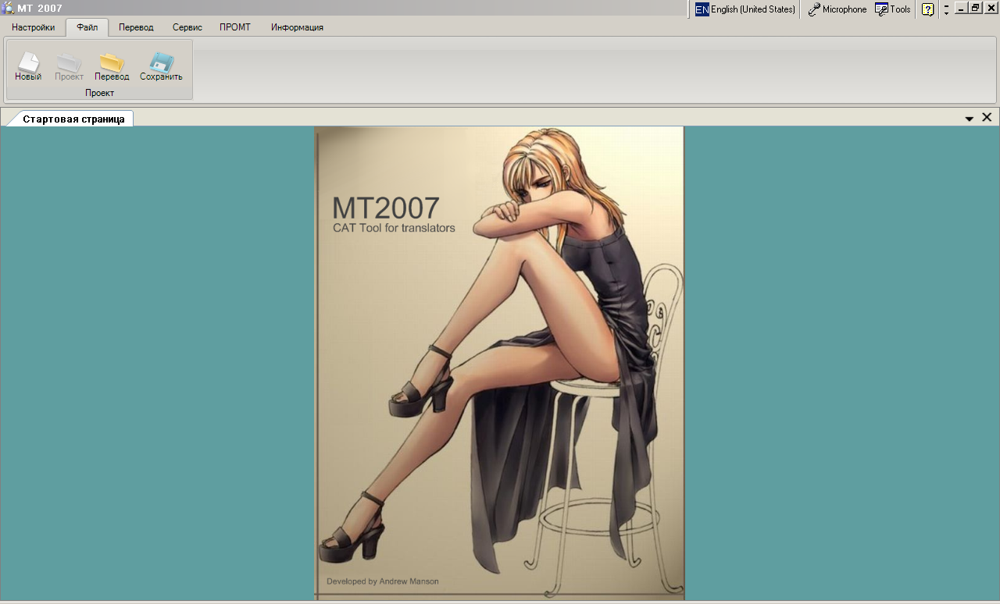 MT 2007
EN English (United States) Microphone Tools ?
Настройки Файл Перевод Сервис ПРОМТ Информация
Новый Проект Перевод Сохранить
Проект
Стартовая страница
MT2007
CAT Tool for translators
Developed by Andrew Manson